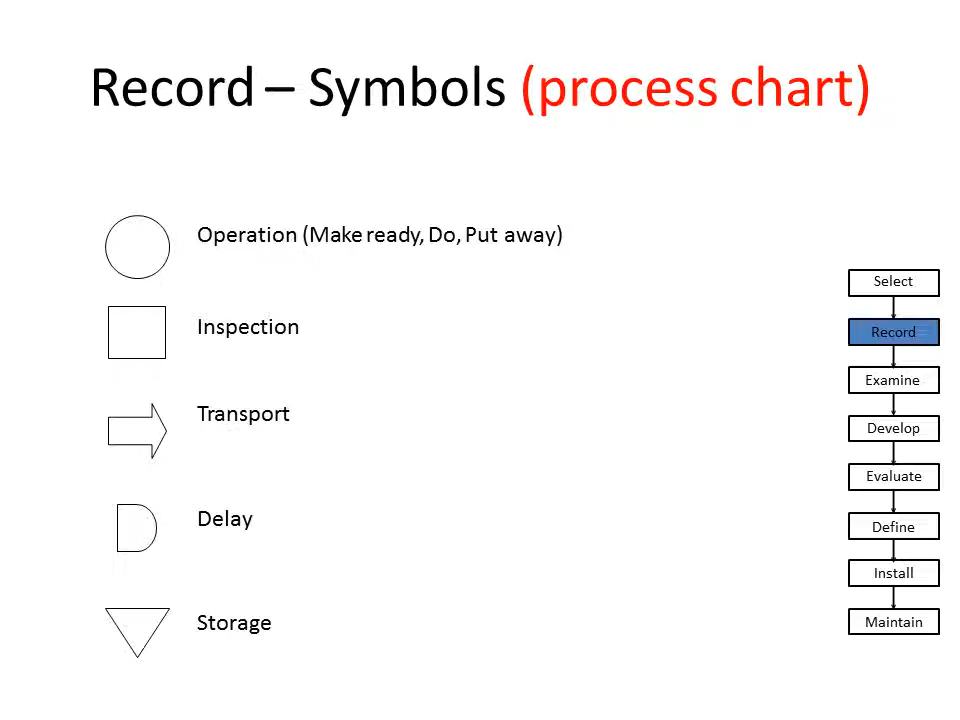 Record – Symbols (process chart)
Operation (Make ready, Do, Put away)
Inspection
Transport
Delay
Storage
Select
Record
Examine
Develop
Evaluate
Define
Install
Maintain